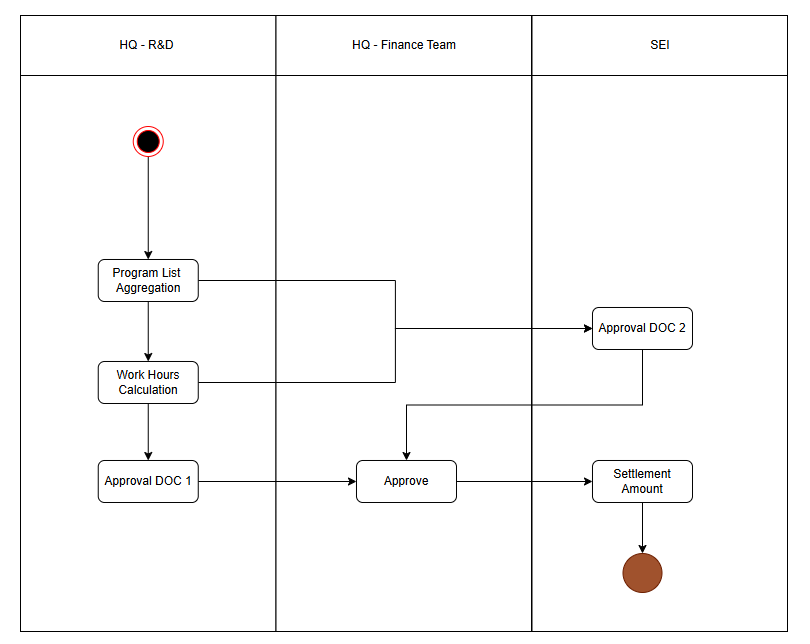 HQ - R&D
HQ - Finance Team
SEI
Program List
Aggregation
Approval DOC 2
Work Hours
Calculation
Approval DOC 1
Approve
Settlement
Amount